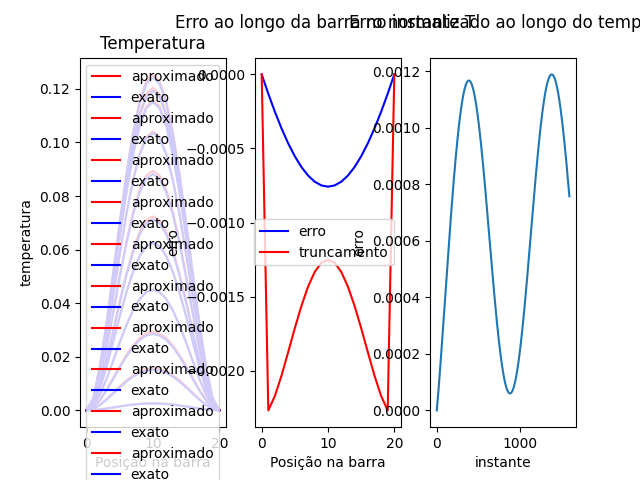 Erro ao longo da barra no instante T
Erro normalizado ao longo do temp
Temperatura
temperatura
0.12
0.10
0.08
0.06
0.04
0.02
0.00
0
10
20
Posição na barra
aproximado
exato
aproximado
exato
aproximado
exato
aproximado
exato
aproximado
exato
aproximado
exato
aproximado
exato
aproximado
exato
aproximado
exato
aproximado
exato
erro
0.0000
−0.0005
−0.0010
−0.0015
−0.0020
erro
truncamento
0
10
20
Posição na barra
erro
0.0012
0.0010
0.0008
0.0006
0.0004
0.0002
0.0000
0
1000
instante